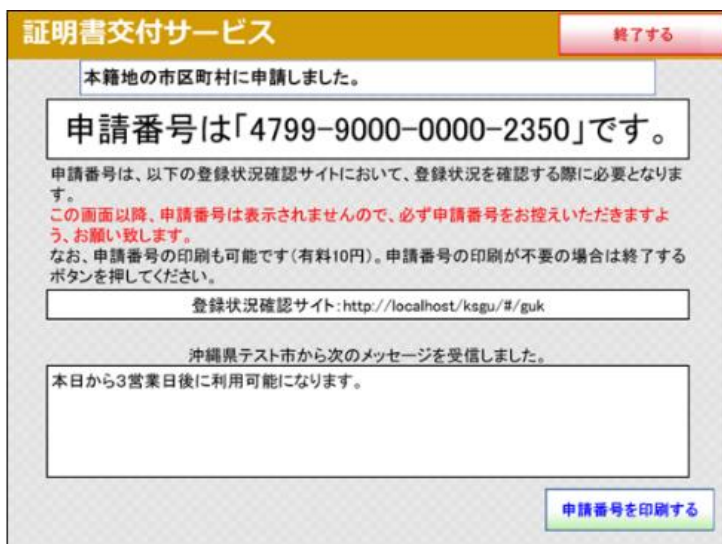 証明書交付サービス
終了する
本籍地の市区町村に申請しました。
申請番号は「4799-9000-0000-2350」です。
申請番号は、以下の登録状況確認サイトにおいて、登録状況を確認する際に必要となりま
す。
この画面以降、申請番号は表示されませんので、必ず申請番号をお控えいただきますよ
う、お願い致します。
なお、申請番号の印刷も可能です(有料10円)。申請番号の印刷が不要の場合は終了する
ボタンを押してください。
登録状況確認サイト:http://localhost/ksgu/#/guk
沖縄県テスト市から次のメッセージを受信しました。
本日から3営業日後に利用可能になります。
申請番号を印刷する